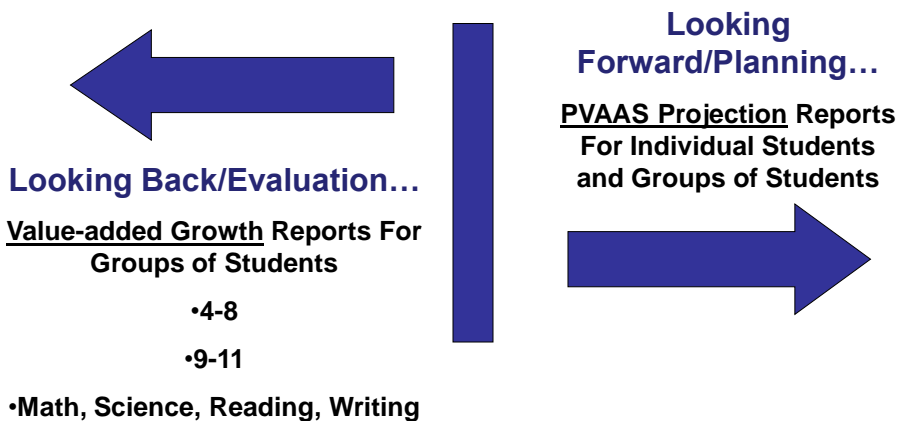 Looking Back/Evaluation…
Value-added Growth Reports For
Groups of Students
•4-8
•9-11
•Math, Science, Reading, Writing
Looking
Forward/Planning…
PVAAS Projection Reports
For Individual Students
and Groups of Students